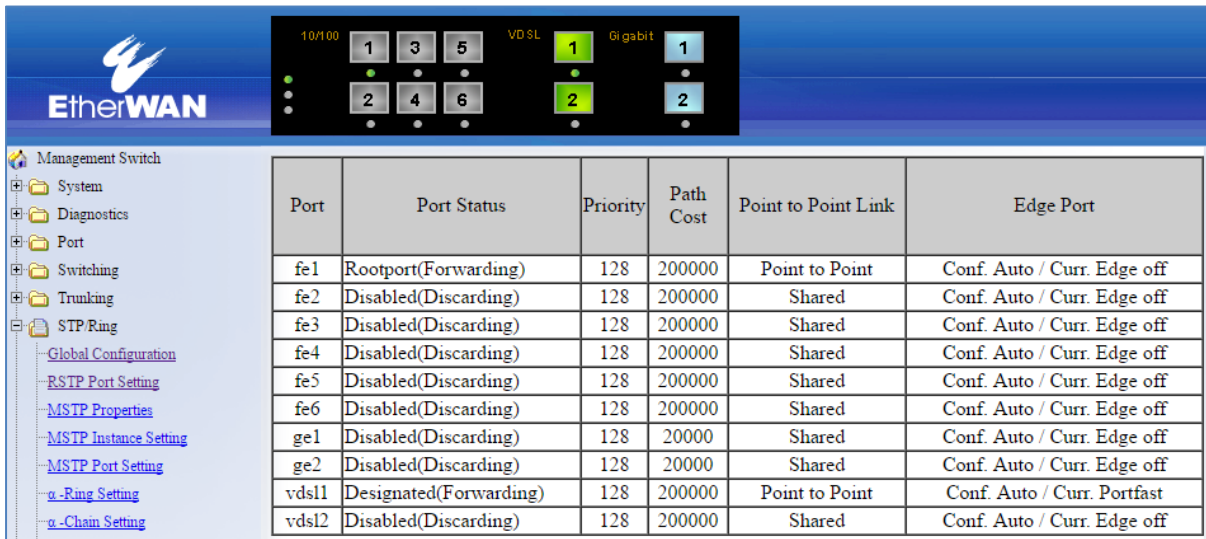 10/100 1 3 5 VDSL 1 Gigabit 1
2 4 6 2 2
EtherWAN
Management Switch
System
Diagnostics
Port
Switching
Trunking
STP/Ring
Global Configuration
RSTP Port Setting
MSTP Properties
MSTP Instance Setting
MSTP Port Setting
α -Ring Setting
α -Chain Setting
Port Port Status Priority Path Cost Point to Point Link Edge Port
fe1 Rootport(Forwarding) 128 200000 Point to Point Conf. Auto / Curr. Edge off
fe2 Disabled(Discarding) 128 200000 Shared Conf. Auto / Curr. Edge off
fe3 Disabled(Discarding) 128 200000 Shared Conf. Auto / Curr. Edge off
fe4 Disabled(Discarding) 128 200000 Shared Conf. Auto / Curr. Edge off
fe5 Disabled(Discarding) 128 200000 Shared Conf. Auto / Curr. Edge off
fe6 Disabled(Discarding) 128 200000 Shared Conf. Auto / Curr. Edge off
ge1 Disabled(Discarding) 128 20000 Shared Conf. Auto / Curr. Edge off
ge2 Disabled(Discarding) 128 20000 Shared Conf. Auto / Curr. Edge off
vdsl1 Designated(Forwarding) 128 200000 Point to Point Conf. Auto / Curr. Portfast
vdsl2 Disabled(Discarding) 128 200000 Shared Conf. Auto / Curr. Edge off